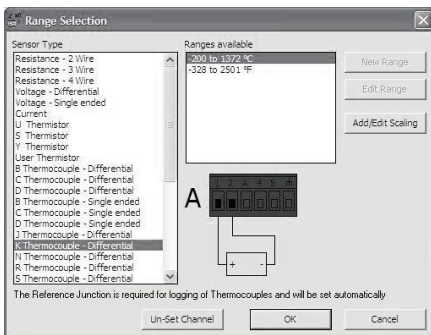 Range Selection
Sensor Type
Resistance - 2 Wire
Resistance - 3 Wire
Resistance - 4 Wire
Voltage - Differential
Voltage - Single ended
Current
U Thermistor
S Thermistor
Y Thermistor
User Thermistor
B Thermocouple - Differential
C Thermocouple - Differential
D Thermocouple - Differential
B Thermocouple - Single ended
C Thermocouple - Single ended
D Thermocouple - Single ended
J Thermocouple - Differential
K Thermocouple - Differential
N Thermocouple - Differential
R Thermocouple - Differential
S Thermocouple - Differential
Ranges available
-200 to 1372 ºC
-328 to 2501 ºF
New Range
Edit Range
Add/Edit Scaling
A
1 2 A 4 5
+ -
The Reference Junction is required for logging of Thermocouples and will be set automatically
Un-Set Channel
OK
Cancel